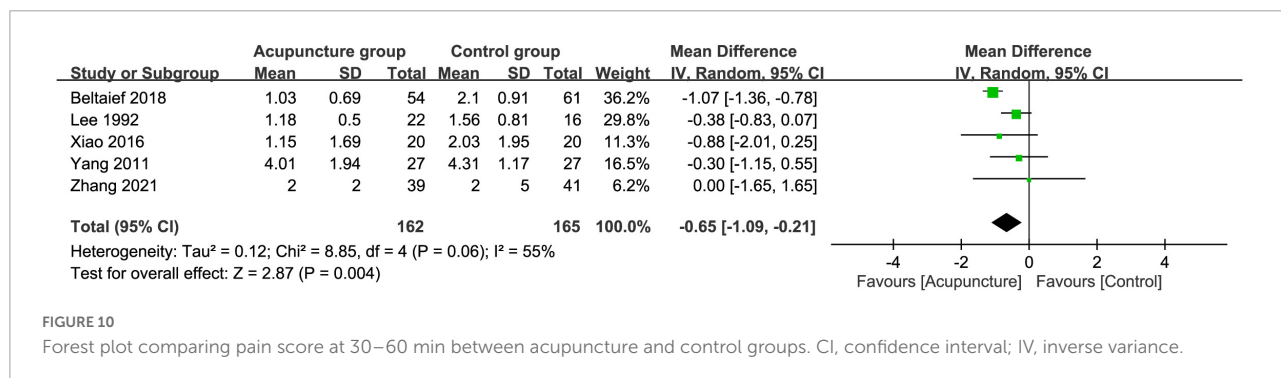 Acupuncture group Control group Mean Difference Mean Difference
Study or Subgroup Mean SD Total Mean SD Total Weight IV, Random, 95% CI IV, Random, 95% CI
Beltaief 2018 1.03 0.69 54 2.1 0.91 61 36.2% -1.07 [-1.36, -0.78]
Lee 1992 1.18 0.5 22 1.56 0.81 16 29.8% -0.38 [-0.83, 0.07]
Xiao 2016 1.15 1.69 20 2.03 1.95 20 11.3% -0.88 [-2.01, 0.25]
Yang 2011 4.01 1.94 27 4.31 1.17 27 16.5% -0.30 [-1.15, 0.55]
Zhang 2021 2 2 39 2 5 41 6.2% 0.00 [-1.65, 1.65]
Total (95% CI) 162 165 100.0% -0.65 [-1.09, -0.21]
Heterogeneity: Tau² = 0.12; Chi² = 8.85, df = 4 (P = 0.06); I² = 55%
Test for overall effect: Z = 2.87 (P = 0.004)
-4 -2 0 2 4
Favours [Acupuncture] Favours [Control]
FIGURE 10
Forest plot comparing pain score at 30–60 min between acupuncture and control groups. CI, confidence interval; IV, inverse variance.